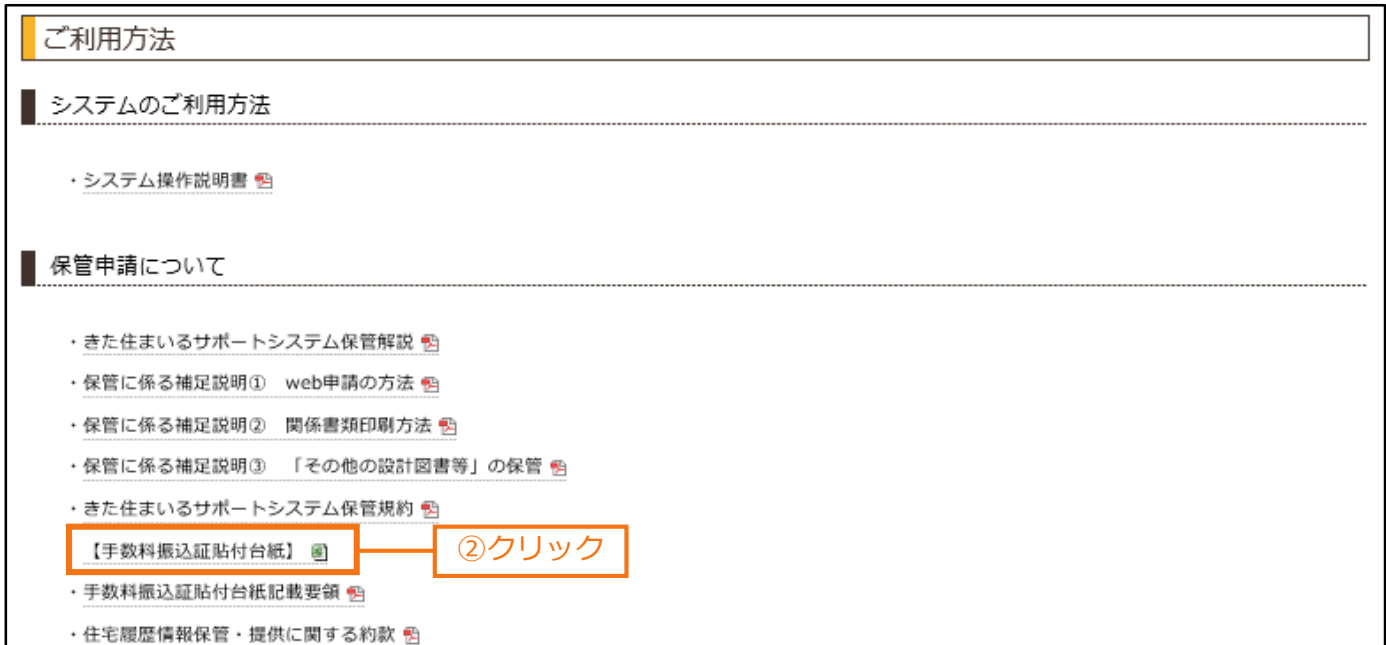 ご利用方法
システムのご利用方法
・システム操作説明書
保管申請について
・きた住まいるサポートシステム保管解説
・保管に係る補足説明①　web申請の方法
・保管に係る補足説明②　関係書類印刷方法
・保管に係る補足説明③　「その他の設計図書等」の保管
・きた住まいるサポートシステム保管規約
【手数料振込証貼付台紙】
②クリック
・手数料振込証貼付台紙記載要領
・住宅履歴情報保管・提供に関する約款